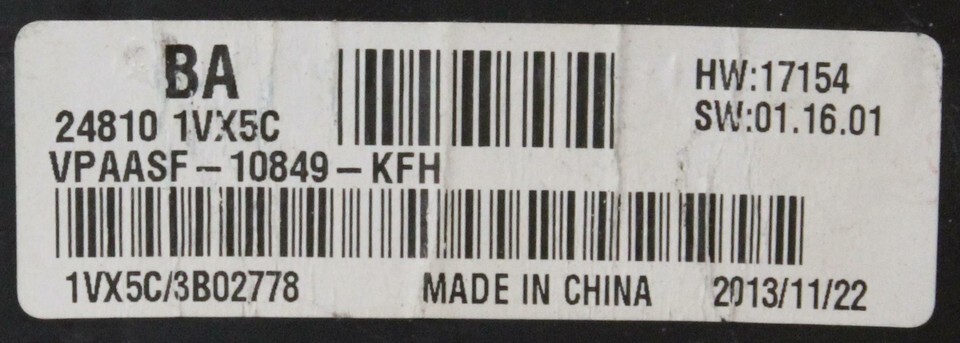 BA
HW:17154
24810 1VX5C
SW:01.16.01
VPAASF-10849-KFH
1VX5C/3B02778 MADE IN CHINA 2013/11/22